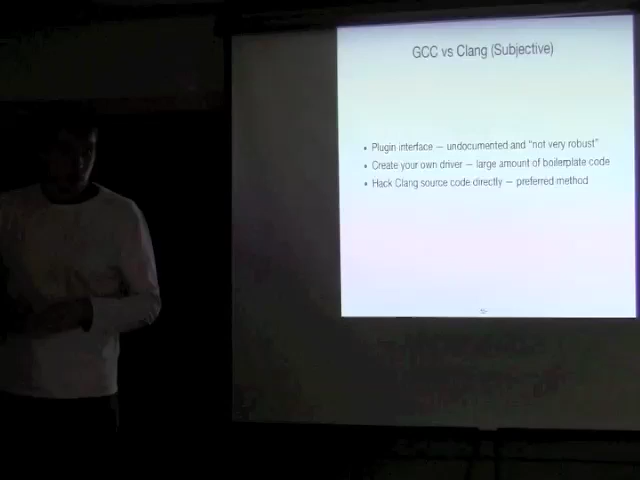 GCC vs Clang (Subjective)
• Plugin interface — undocumented and "not very robust"
• Create your own driver — large amount of boilerplate code
• Hack Clang source code directly — preferred method